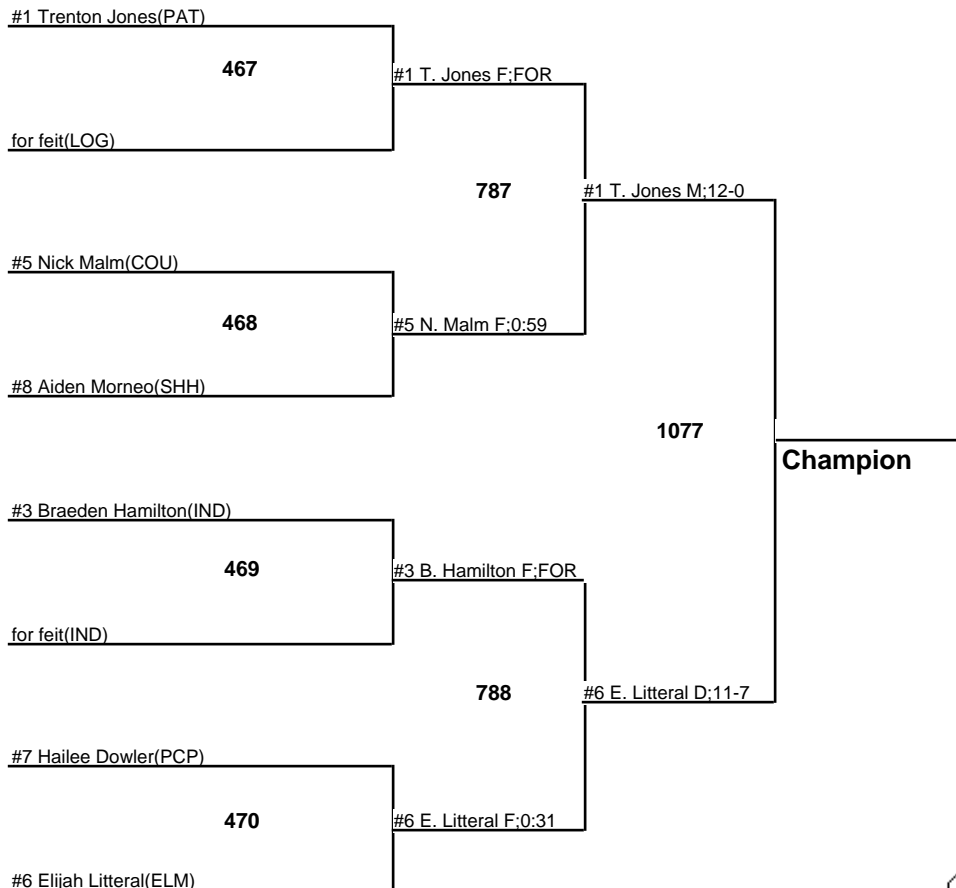 #1 Trenton Jones(PAT)
467
#1 T. Jones F;FOR
for feit(LOG)
787
#1 T. Jones M;12-0
#5 Nick Malm(COU)
468
#5 N. Malm F;0:59
#8 Aiden Morneo(SHH)
1077
Champion
#3 Braeden Hamilton(IND)
469
#3 B. Hamilton F;FOR
for feit(IND)
788
#6 E. Litteral D;11-7
#7 Hailee Dowler(PCP)
470
#6 E. Litteral F;0:31
#6 Elijah Litteral(ELM)